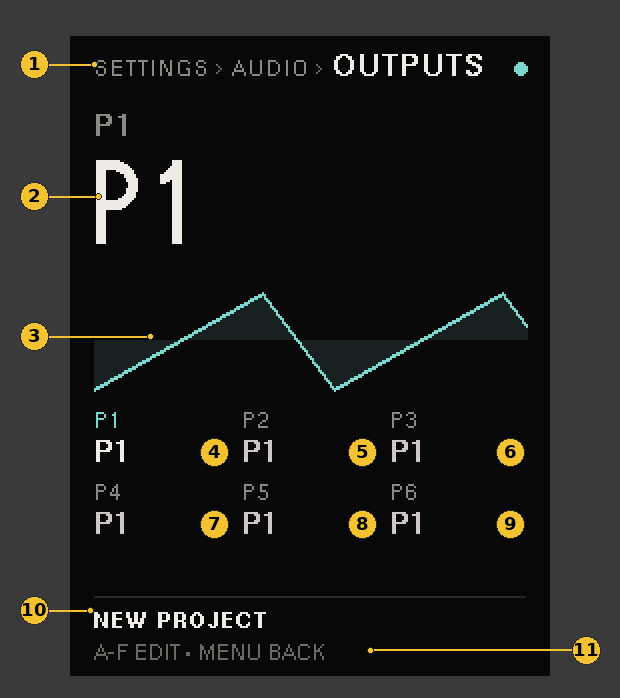 1 SETTINGS > AUDIO > OUTPUTS
P1
2 P1
3
P1 P2 P3
P1 4 P1 5 P1 6
P4 P5 P6
P1 7 P1 8 P1 9
10 NEW PROJECT
A-F EDIT · MENU BACK 11